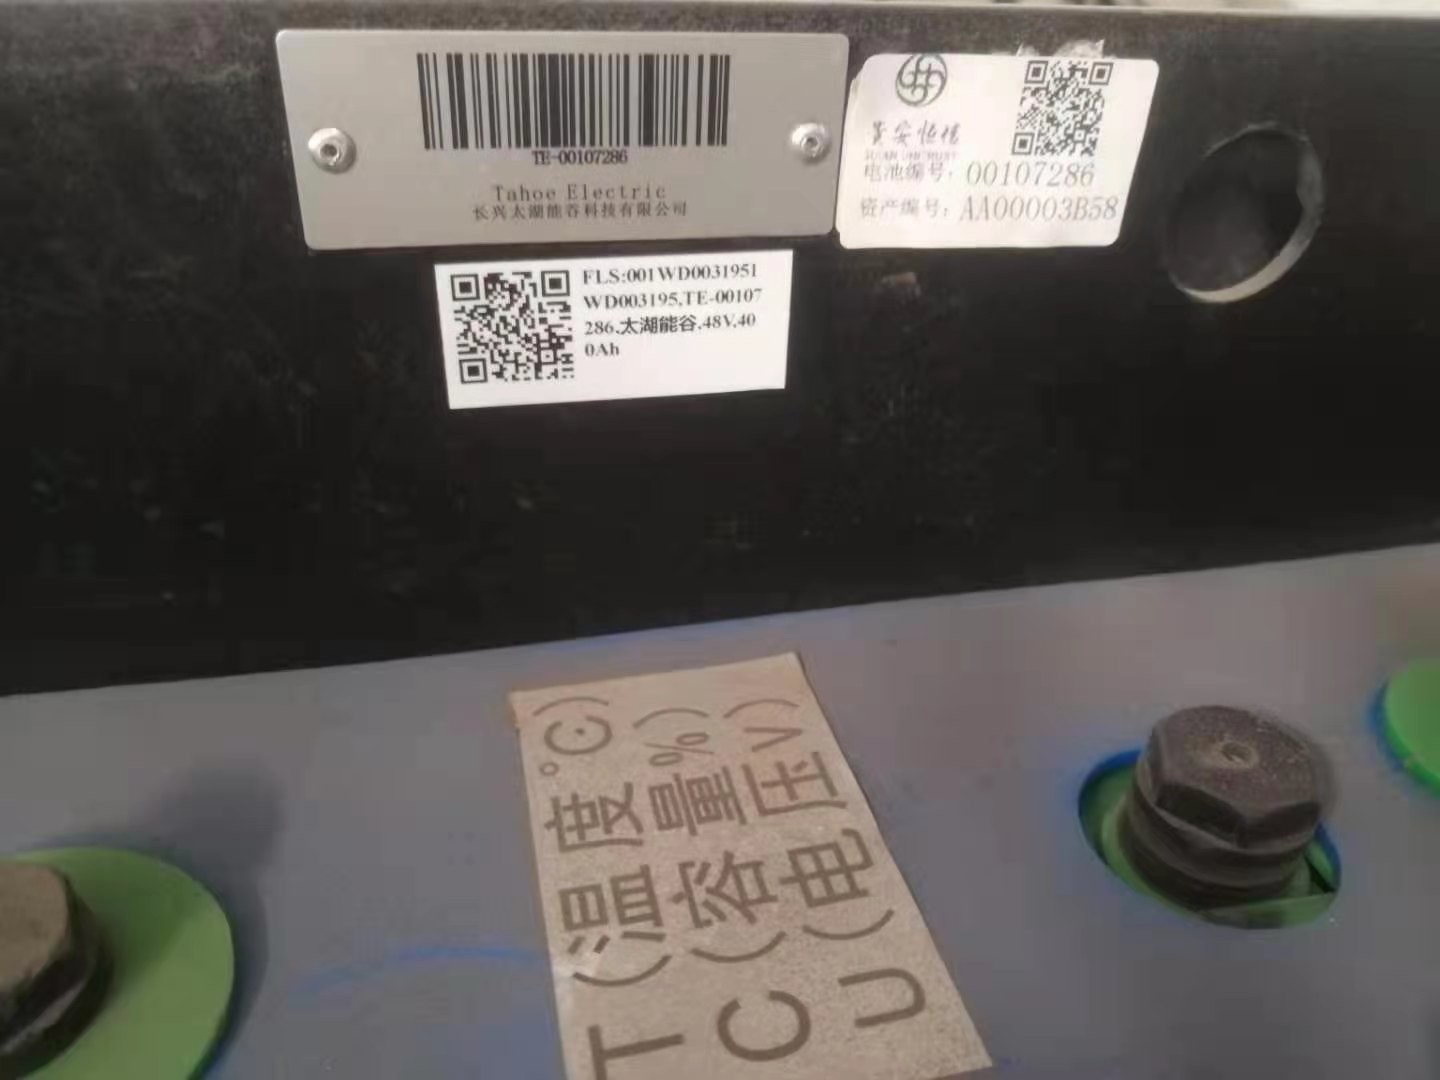 TE-00107286
Tahoe Electric
长兴太湖能谷科技有限公司
电池编号：00107286
资产编号：AA00003B58
FLS:001WD0031951
WD003195,TE-00107
286,太湖能谷,48V,40
0Ah
T(温度℃)
C(容量%)
U(电压V)